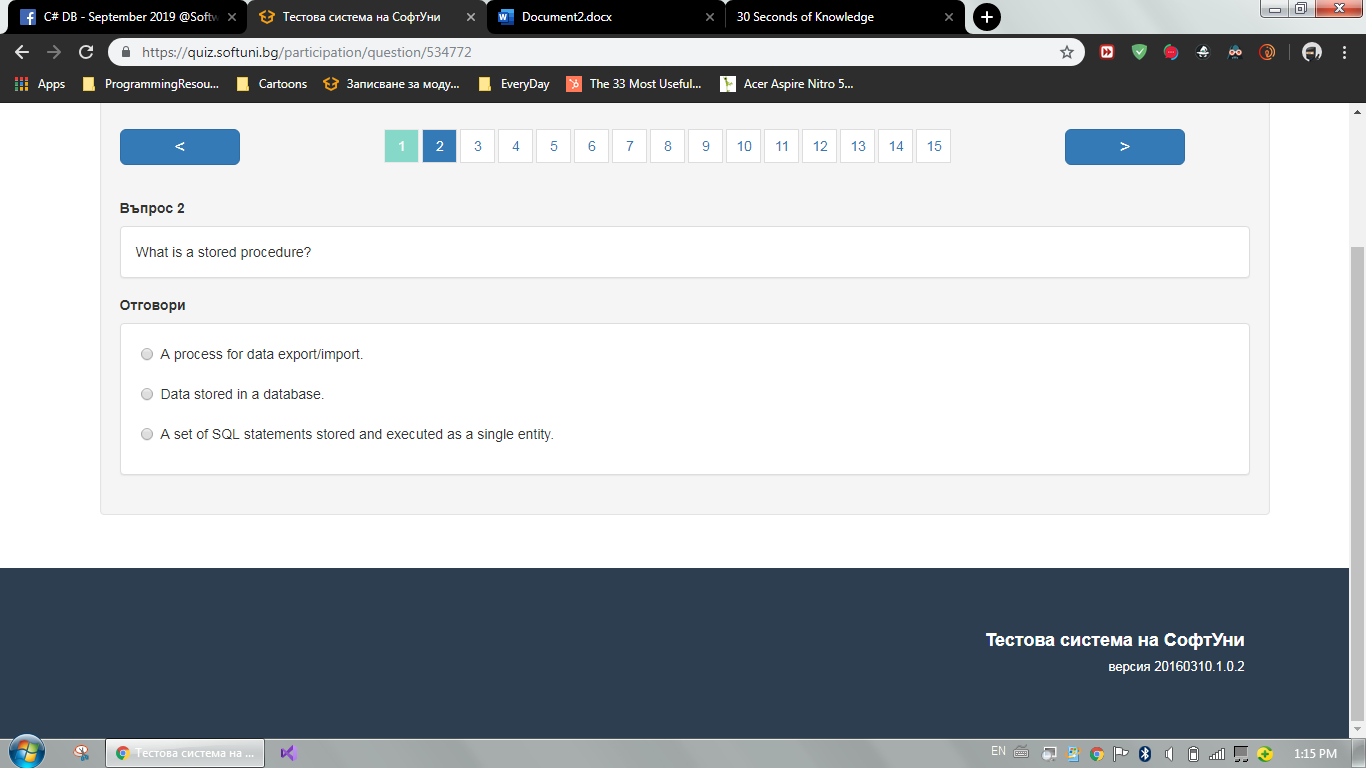 C# DB - September 2019 @Softw
Тестова система на СофтУни
Document2.docx
30 Seconds of Knowledge
https://quiz.softuni.bg/participation/question/534772
Apps
ProgrammingResou...
Cartoons
Записване за моду...
EveryDay
The 33 Most Useful...
Acer Aspire Nitro 5...
< 1 2 3 4 5 6 7 8 9 10 11 12 13 14 15 >
Въпрос 2
What is a stored procedure?
Отговори
A process for data export/import.
Data stored in a database.
A set of SQL statements stored and executed as a single entity.
Тестова система на СофтУни
версия 20160310.1.0.2
Тестова система на ...
EN
1:15 PM